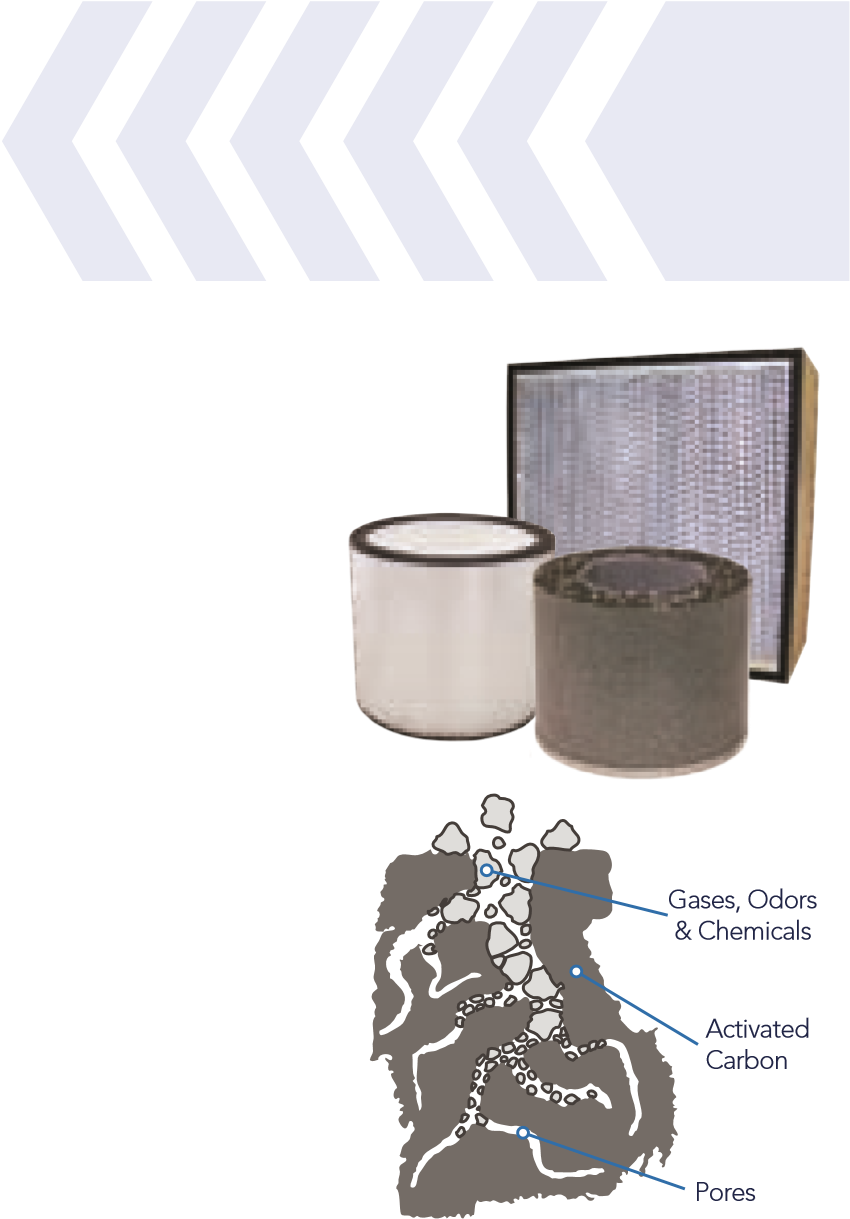 Gases, Odors
& Chemicals
Activated
Carbon
Pores